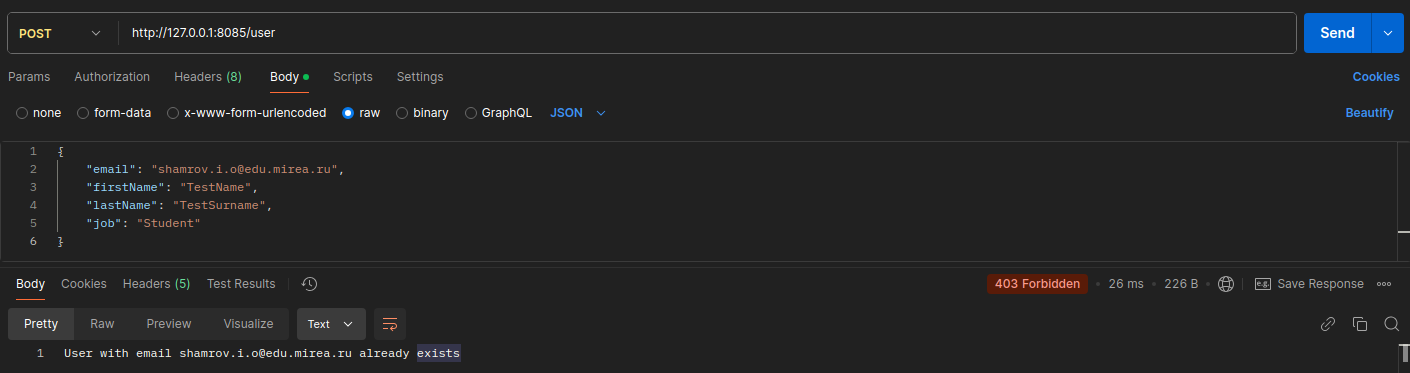 POST http://127.0.0.1:8085/user Send
Params Authorization Headers (8) Body Scripts Settings Cookies
none form-data x-www-form-urlencoded raw binary GraphQL JSON Beautify
1 {
2 "email": "shamrov.i.o@edu.mirea.ru",
3 "firstName": "TestName",
4 "lastName": "TestSurname",
5 "job": "Student"
6 }
Body Cookies Headers (5) Test Results 403 Forbidden • 26 ms • 226 B • e.g. Save Response
Pretty Raw Preview Visualize Text
1 User with email shamrov.i.o@edu.mirea.ru already exists